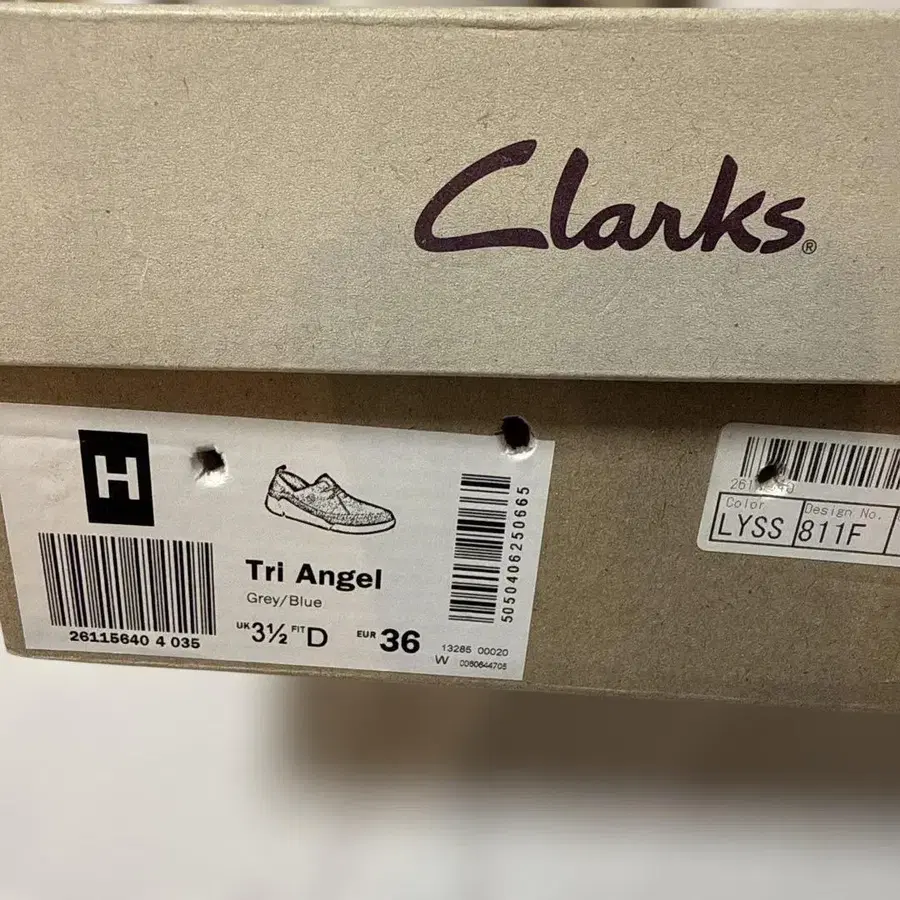 Clarks®
H
26115640 4 035
Tri Angel
Grey/Blue
UK 3½ FIT D EUR 36
13285 00020
W 0060644705
5050406250665
Color
LYSS
Design No.
811F